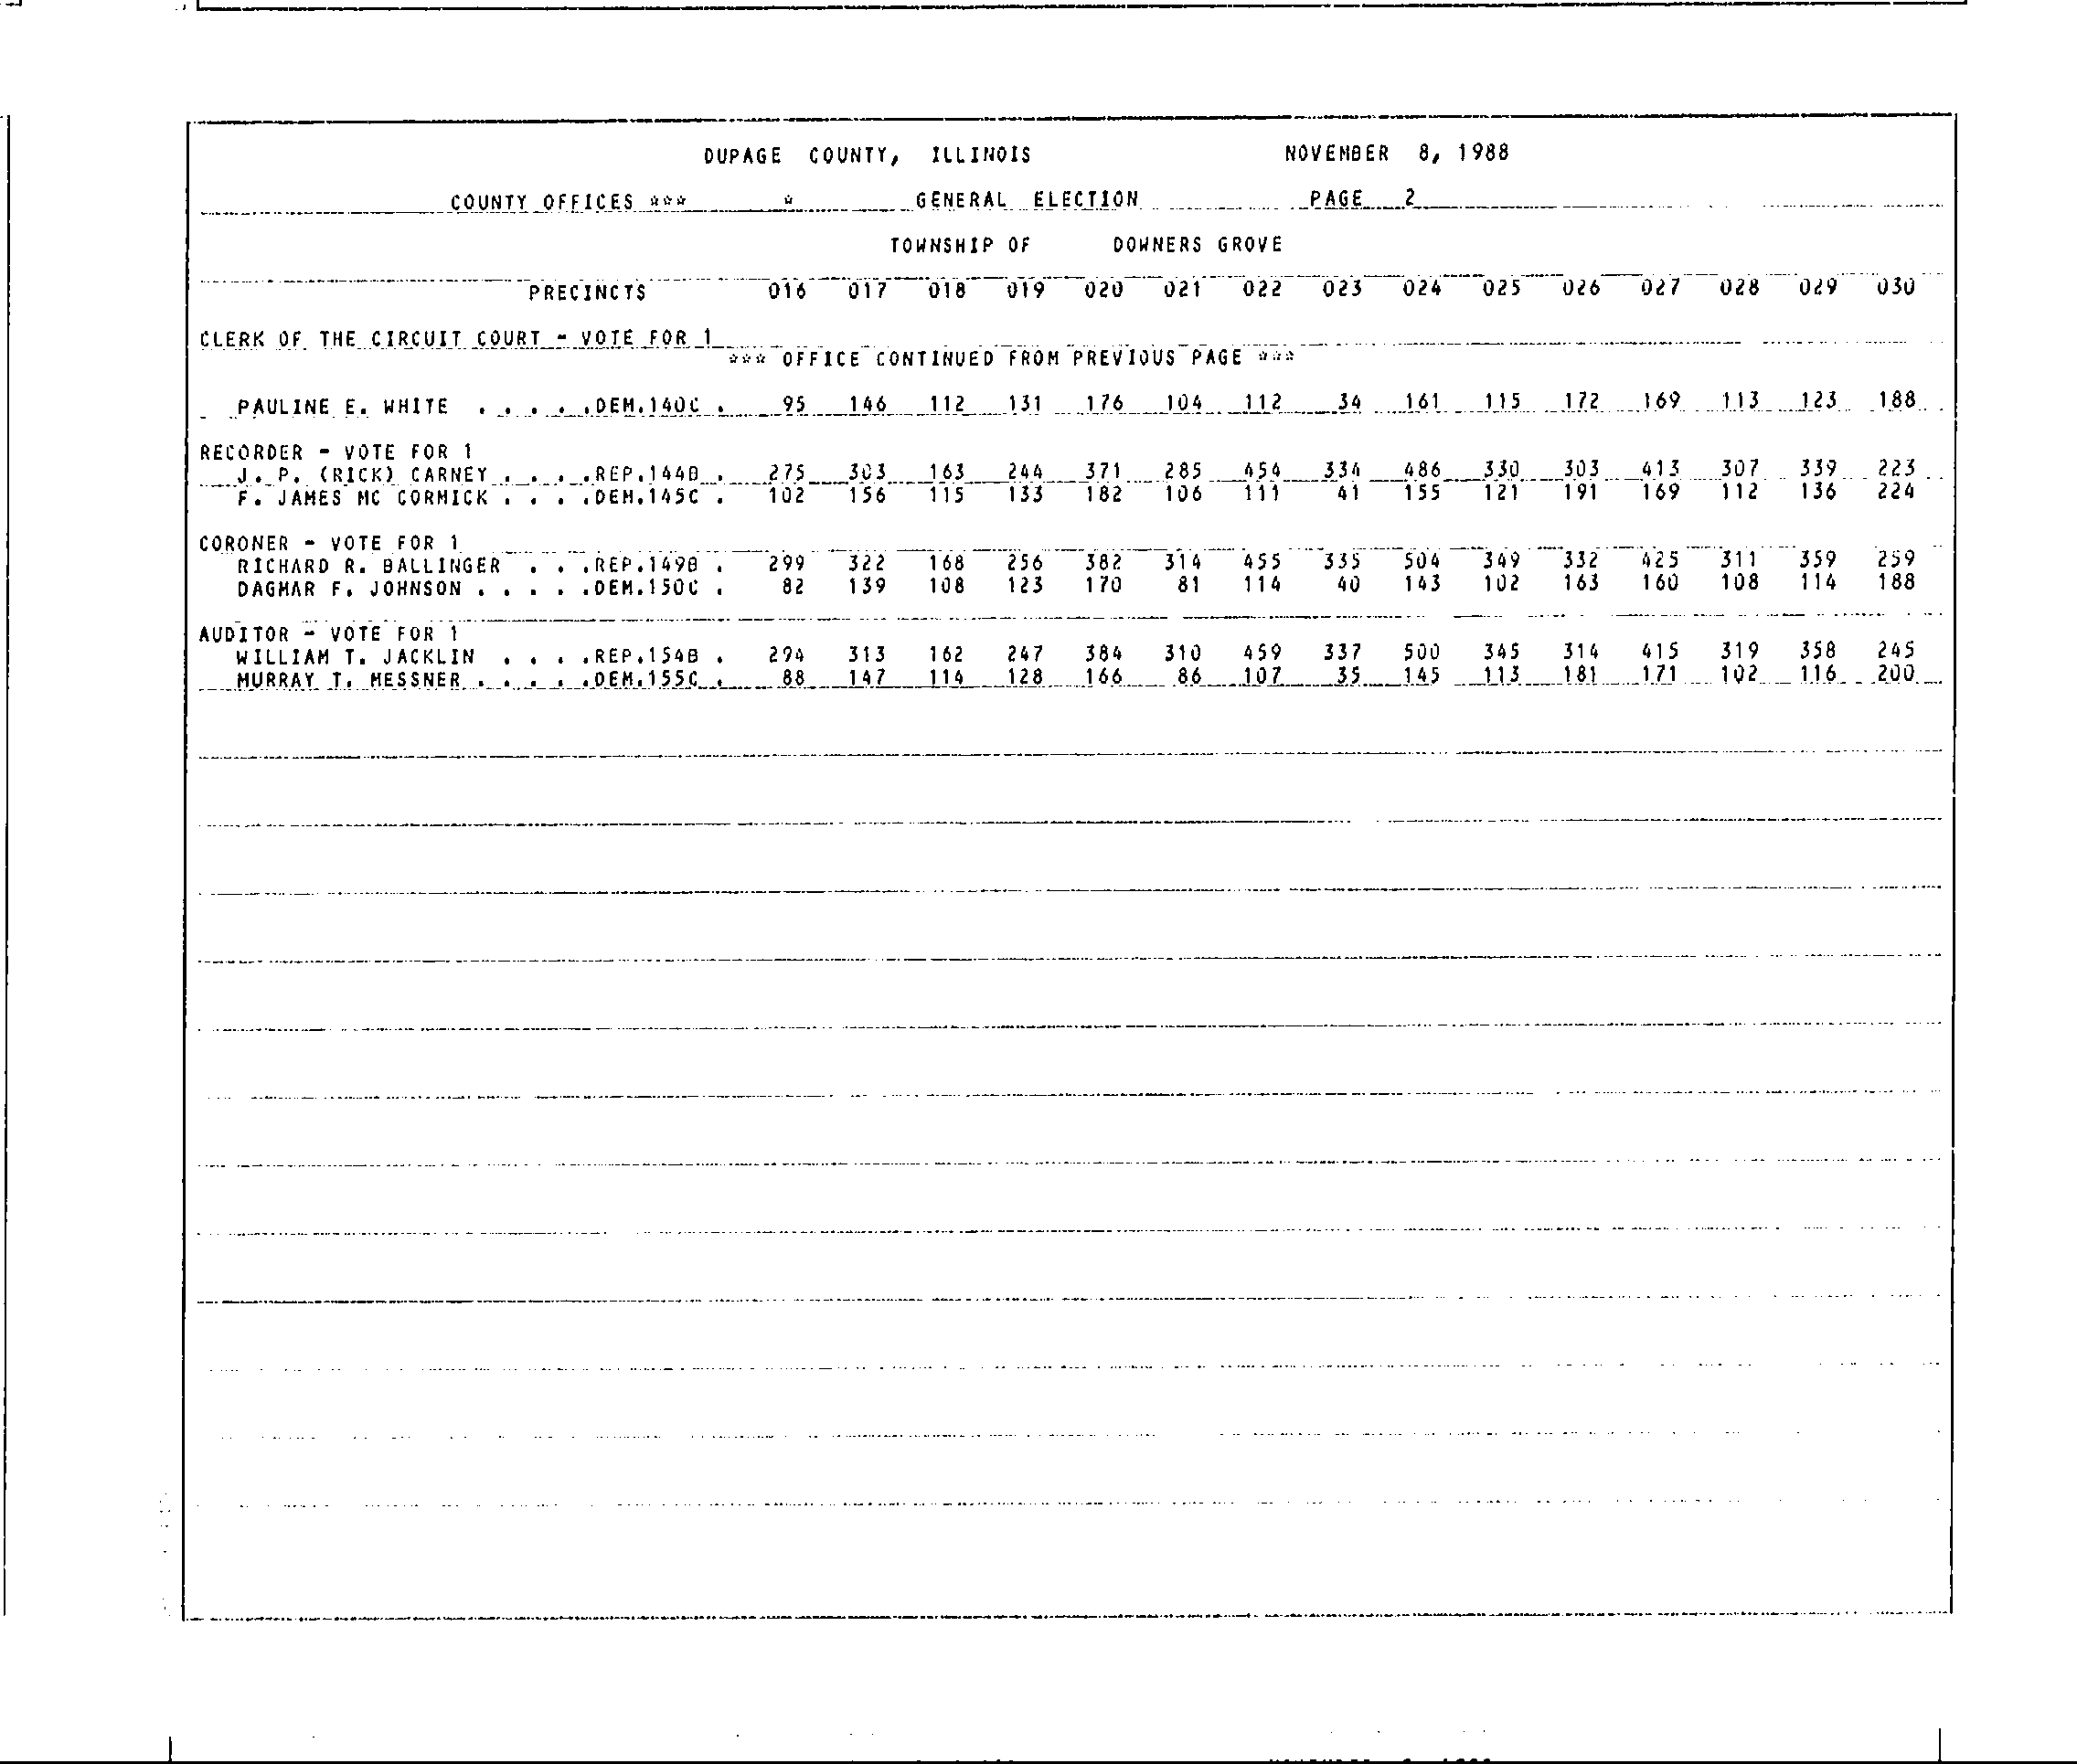 DUPAGE COUNTY, ILLINOIS NOVEMBER 8, 1988
COUNTY OFFICES *** * GENERAL ELECTION PAGE 2
TOWNSHIP OF DOWNERS GROVE
PRECINCTS 016 017 018 019 020 021 022 023 024 025 026 027 028 029 030
CLERK OF THE CIRCUIT COURT - VOTE FOR 1
*** OFFICE CONTINUED FROM PREVIOUS PAGE ***
PAULINE E. WHITE . . . . .DEM.140C . 95 146 112 131 176 104 112 34 161 115 172 169 113 123 188
RECORDER - VOTE FOR 1
J. P. (RICK) CARNEY . . . .REP.144B . 275 303 163 244 371 285 454 334 486 330 303 413 307 339 223
F. JAMES MC CORMICK . . . .DEM.145C . 102 156 115 133 182 106 111 41 155 121 191 169 112 136 224
CORONER - VOTE FOR 1
RICHARD R. BALLINGER . . .REP.149B . 299 322 168 256 382 314 455 335 504 349 332 425 311 359 259
DAGMAR F. JOHNSON . . . . .DEM.150C . 82 139 108 123 170 81 114 40 143 102 163 160 108 114 188
AUDITOR - VOTE FOR 1
WILLIAM T. JACKLIN . . . .REP.154B . 294 313 162 247 384 310 459 337 500 345 314 415 319 358 245
MURRAY T. MESSNER . . . . .DEM.155C . 88 147 114 128 166 86 107 35 145 113 181 171 102 116 200